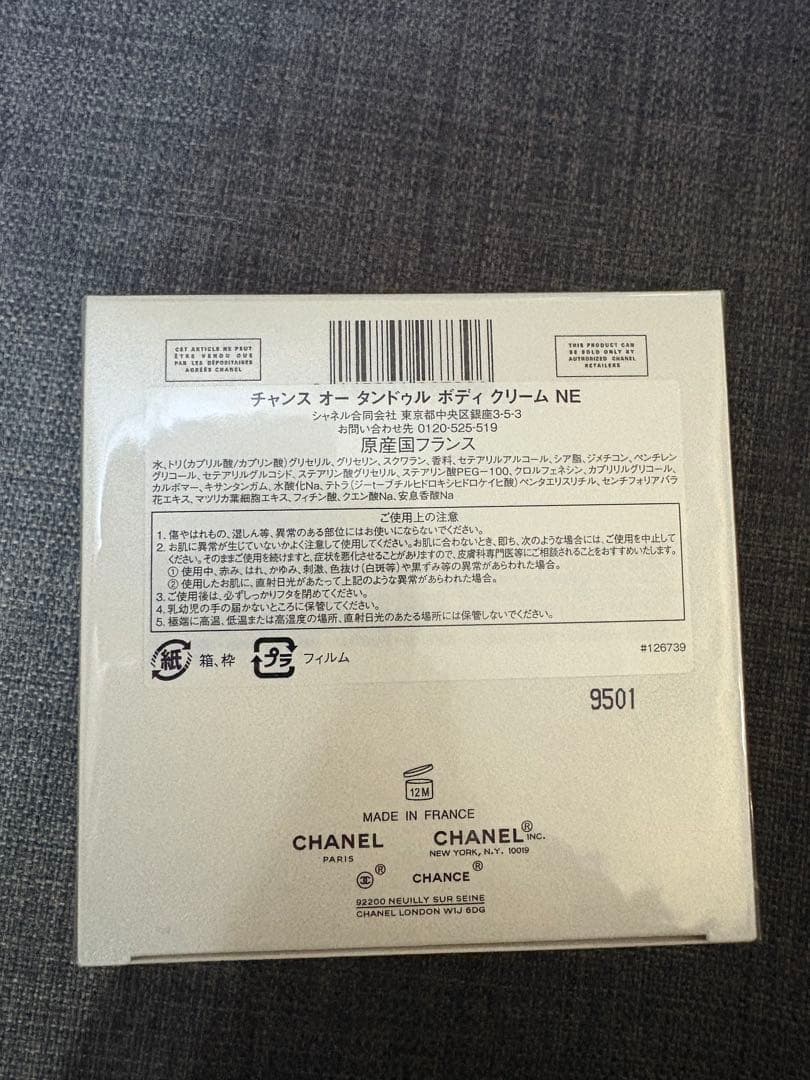 CET ARTICLE NE PEUT
ÊTRE VENDU QUE
PAR LES DÉPOSITAIRES
AGRÉÉS CHANEL
THIS PRODUCT CAN
BE SOLD ONLY BY
AUTHORIZED CHANEL
RETAILERS
チャンス オー タンドゥル ボディ クリーム NE
シャネル合同会社 東京都中央区銀座3-5-3
お問い合わせ先 0120-525-519
原産国フランス
水、トリ(カプリル酸/カプリン酸)グリセリル、グリセリン、スクワラン、香料、セテアリルアルコール、シア脂、ジメチコン、ペンチレン
グリコール、セテアリルグルコシド、ステアリン酸グリセリル、ステアリン酸PEG-100、クロルフェネシン、カプリリルグリコール、
カルボマー、キサンタンガム、水酸化Na、テトラ(ジ-t-ブチルヒドロキシヒドロケイヒ酸)ペンタエリスリチル、センチフォリアバラ
花エキス、マツリカ葉細胞エキス、フィチン酸、クエン酸Na、安息香酸Na
ご使用上の注意
1. 傷やはれもの、湿しん等、異常のある部位にはお使いにならないでください。
2. お肌に異常が生じていないかよく注意して使用してください。お肌に合わないとき、即ち、次のような場合には、ご使用を中止して
ください。そのままご使用を続けますと、症状を悪化させることがありますので、皮膚科専門医等にご相談されることをおすすめいたします。
① 使用中、赤み、はれ、かゆみ、刺激、色抜け(白斑等)や黒ずみ等の異常があらわれた場合。
② 使用したお肌に、直射日光があたって上記のような異常があらわれた場合。
3. ご使用後は、必ずしっかりフタを閉めてください。
4. 乳幼児の手の届かないところに保管してください。
5. 極端に高温、低温または高湿度の場所、直射日光のあたる場所には保管しないでください。
紙 箱、枠 プラ フィルム
#126739
9501
12M
MADE IN FRANCE
CHANEL
PARIS
CHANEL® INC.
NEW YORK, N.Y. 10019
® CHANCE®
92200 NEUILLY SUR SEINE
CHANEL LONDON W1J 6DG